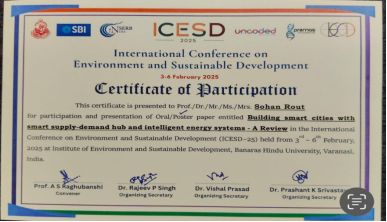 SBI
SERB
ICESD
2025
uncoded
pramos
International Conference on
Environment and Sustainable Development
3-6 February 2025
Certificate of Participation
This certificate is presented to Prof./Dr./Mr./Ms./Mrs. Sohan Rout
for participation and presentation of Oral/Poster paper entitled Building smart cities with
smart supply-demand hub and intelligent energy systems - A Review in the International
Conference on Environment and Sustainable Development (ICESD-25) held from 3rd - 6th February,
2025 at Institute of Environment and Sustainable Development, Banaras Hindu University, Varanasi,
India.
Prof. A S Raghubanshi
Convener
Dr. Rajeev P Singh
Organizing Secretary
Dr. Vishal Prasad
Organizing Secretary
Dr. Prashant K Srivastava
Organizing Secretary